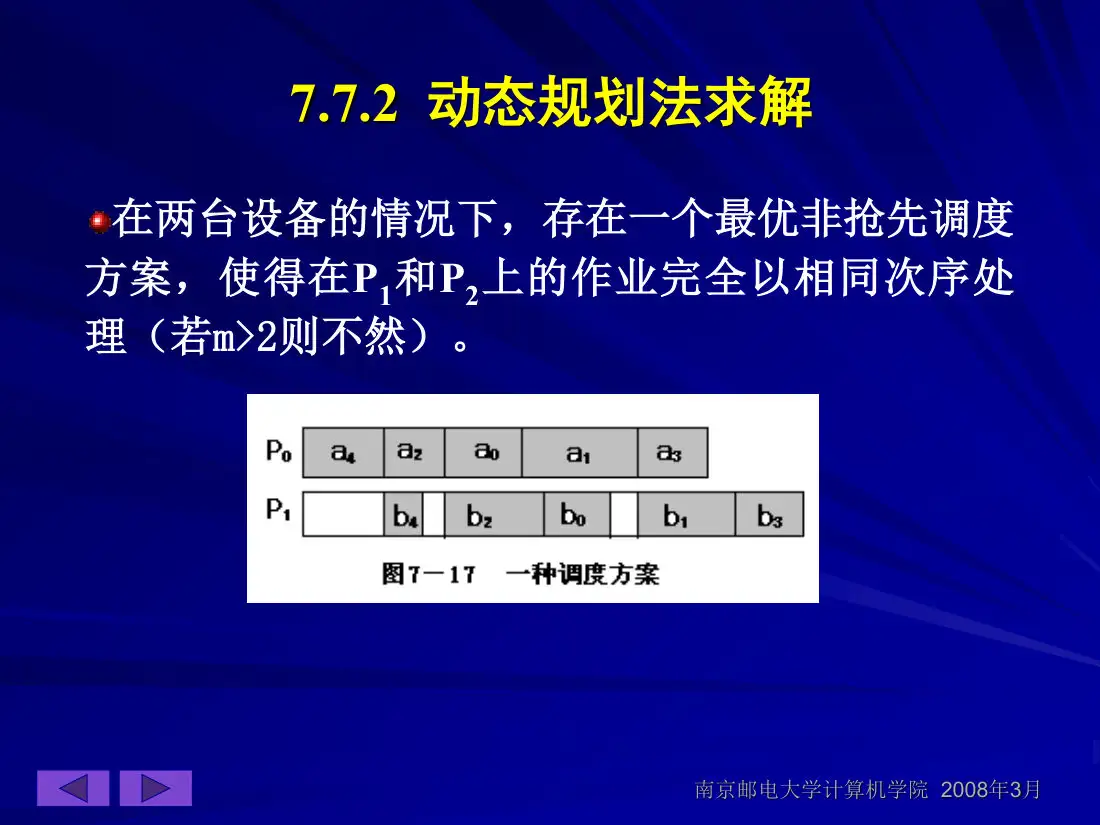 7.7.2 动态规划法求解
在两台设备的情况下，存在一个最优非抢先调度
方案，使得在P1和P2上的作业完全以相同次序处
理（若m>2则不然）。
P0 a4 a2 a0 a1 a3
P1 b4 b2 b0 b1 b3
图7－17 一种调度方案
南京邮电大学计算机学院 2008年3月